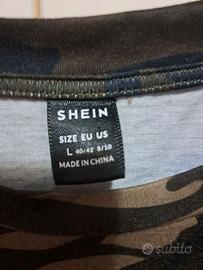 SHEIN
SIZE EU US
L 40/42 8/10
MADE IN CHINA
subito